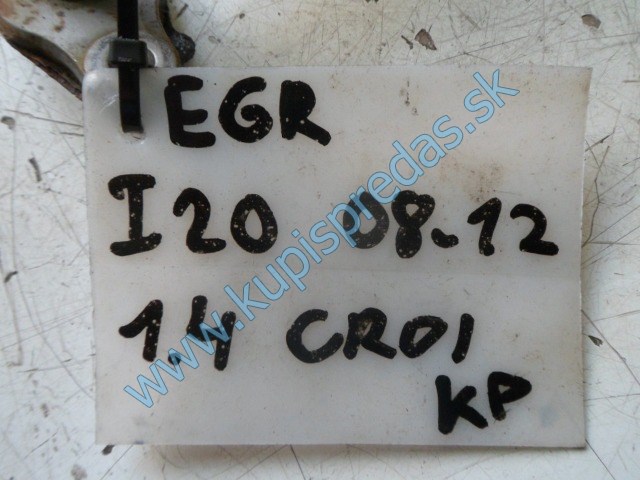 EGR
I20 08-12
1.4 CRDI
KP
www.kupispredas.sk